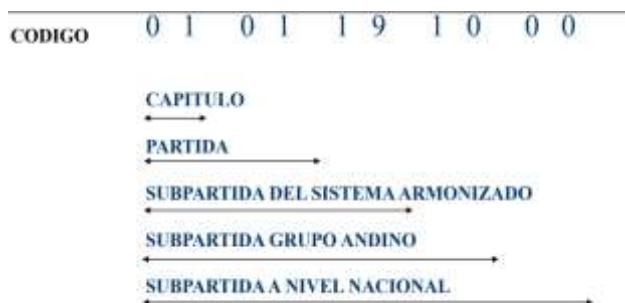 CODIGO 0 1 0 1 1 9 1 0 0 0
CAPITULO
PARTIDA
SUBPARTIDA DEL SISTEMA ARMONIZADO
SUBPARTIDA GRUPO ANDINO
SUBPARTIDA A NIVEL NACIONAL